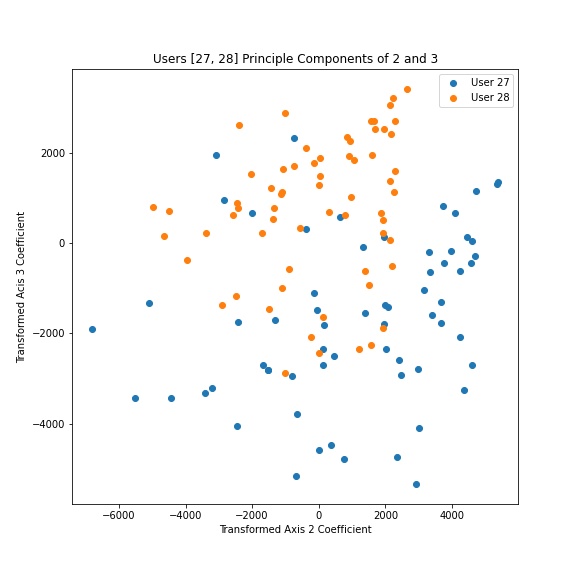 Users [27, 28] Principle Components of 2 and 3
User 27
User 28
Transformed Acis 3 Coefficient
2000
0
−2000
−4000
−6000 −4000 −2000 0 2000 4000
Transformed Axis 2 Coefficient